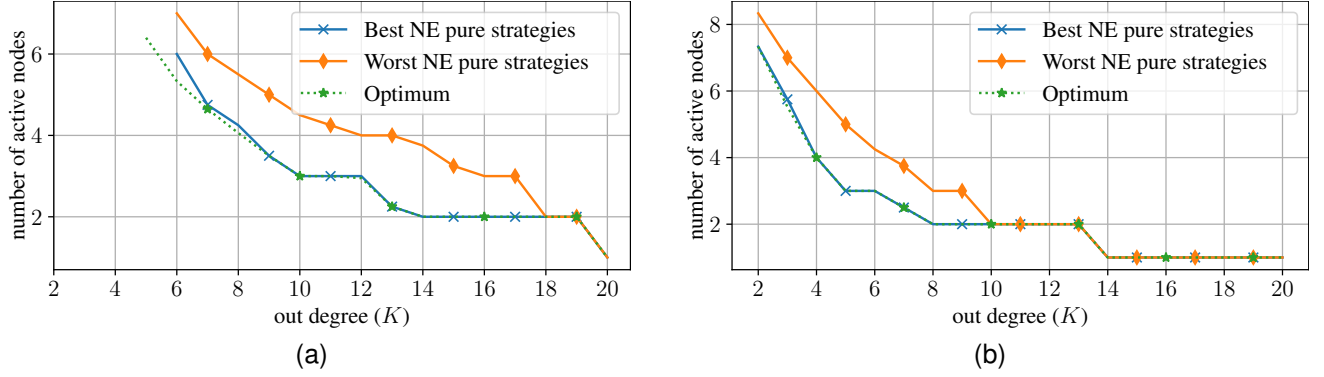 Best NE pure strategies
Worst NE pure strategies
Optimum
number of active nodes
6
4
2
2 4 6 8 10 12 14 16 18 20
out degree (K)
(a)
Best NE pure strategies
Worst NE pure strategies
Optimum
number of active nodes
8
6
4
2
2 4 6 8 10 12 14 16 18 20
out degree (K)
(b)